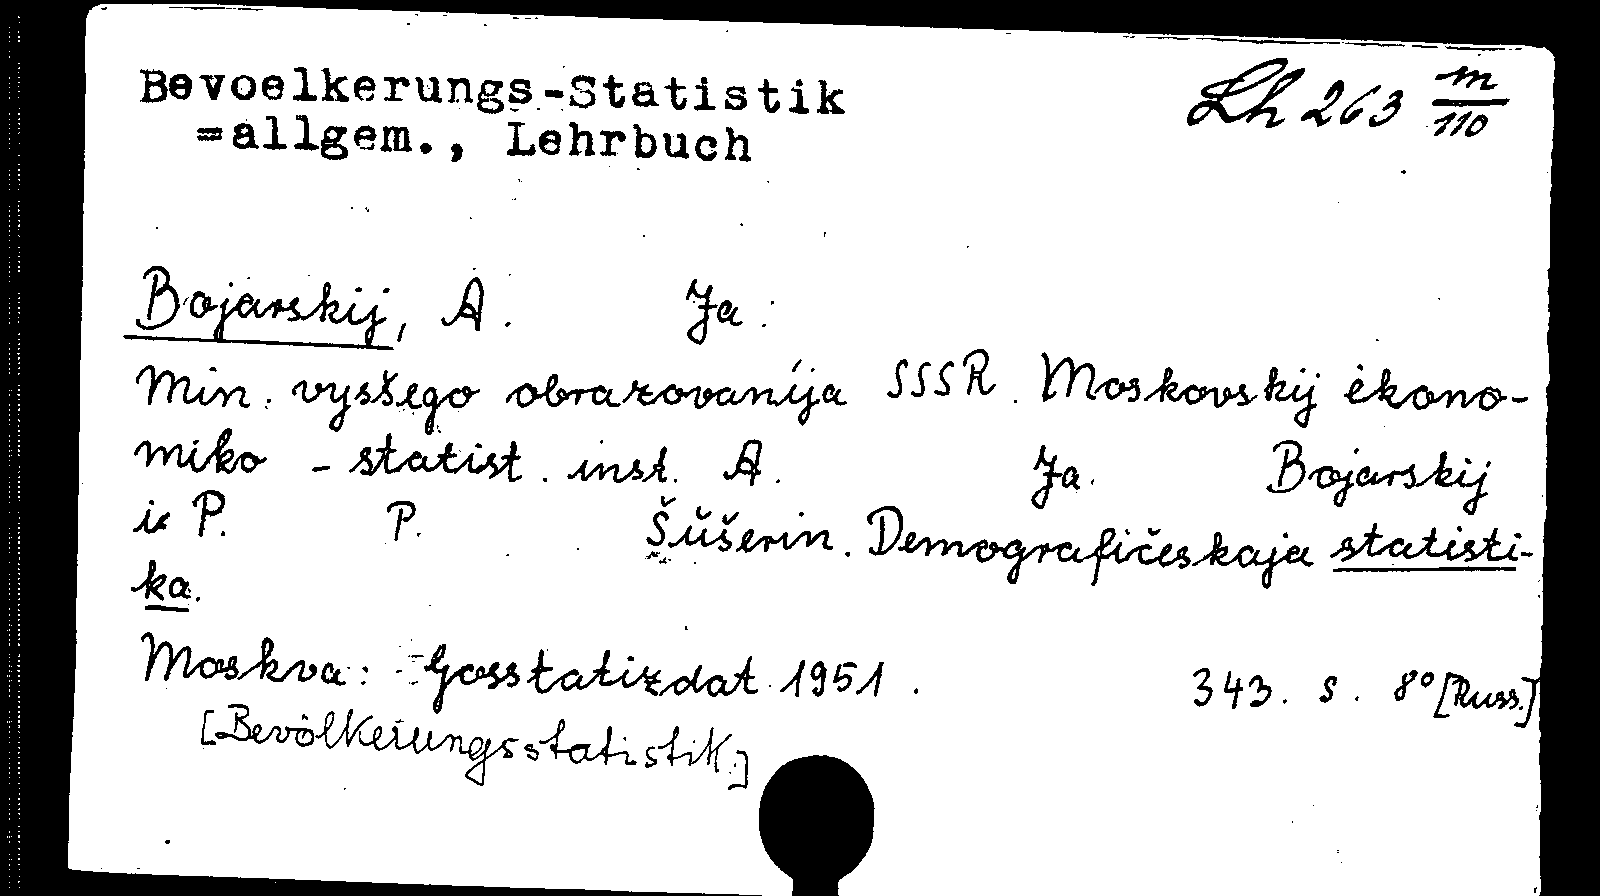 Bevoelkerungs-Statistik
=allgem., Lehrbuch
Lh 263 m/110
Bojarskij, A. Ja.
Min. vysšego obrazovanija SSSR. Moskovskij ėkono-
miko-statist. inst. A. Ja. Bojarskij
i P. P. Šušerin. Demografičeskaja statisti-
ka.
Moskva: Gosstatizdat 1951. 343. s. 8° [Russ.]
[Bevölkerungsstatistik]